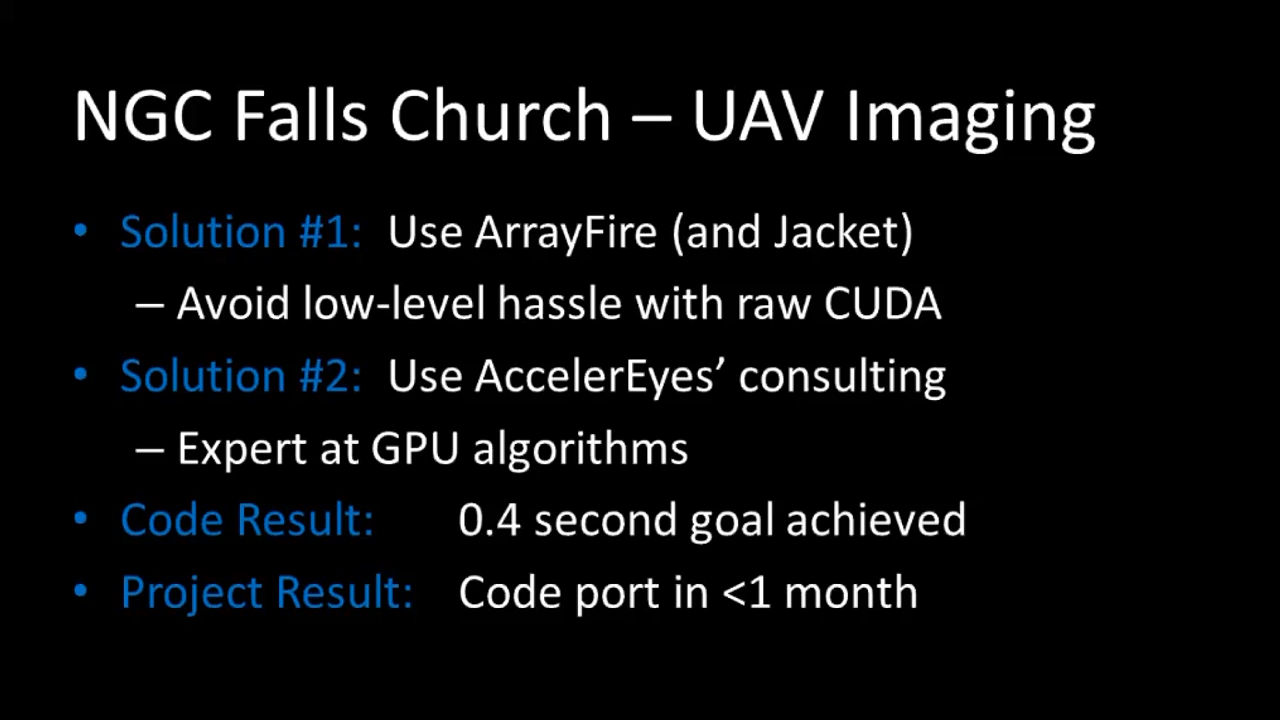 NGC Falls Church – UAV Imaging
• Solution #1: Use ArrayFire (and Jacket)
– Avoid low-level hassle with raw CUDA
• Solution #2: Use AccelerEyes’ consulting
– Expert at GPU algorithms
• Code Result: 0.4 second goal achieved
• Project Result: Code port in <1 month